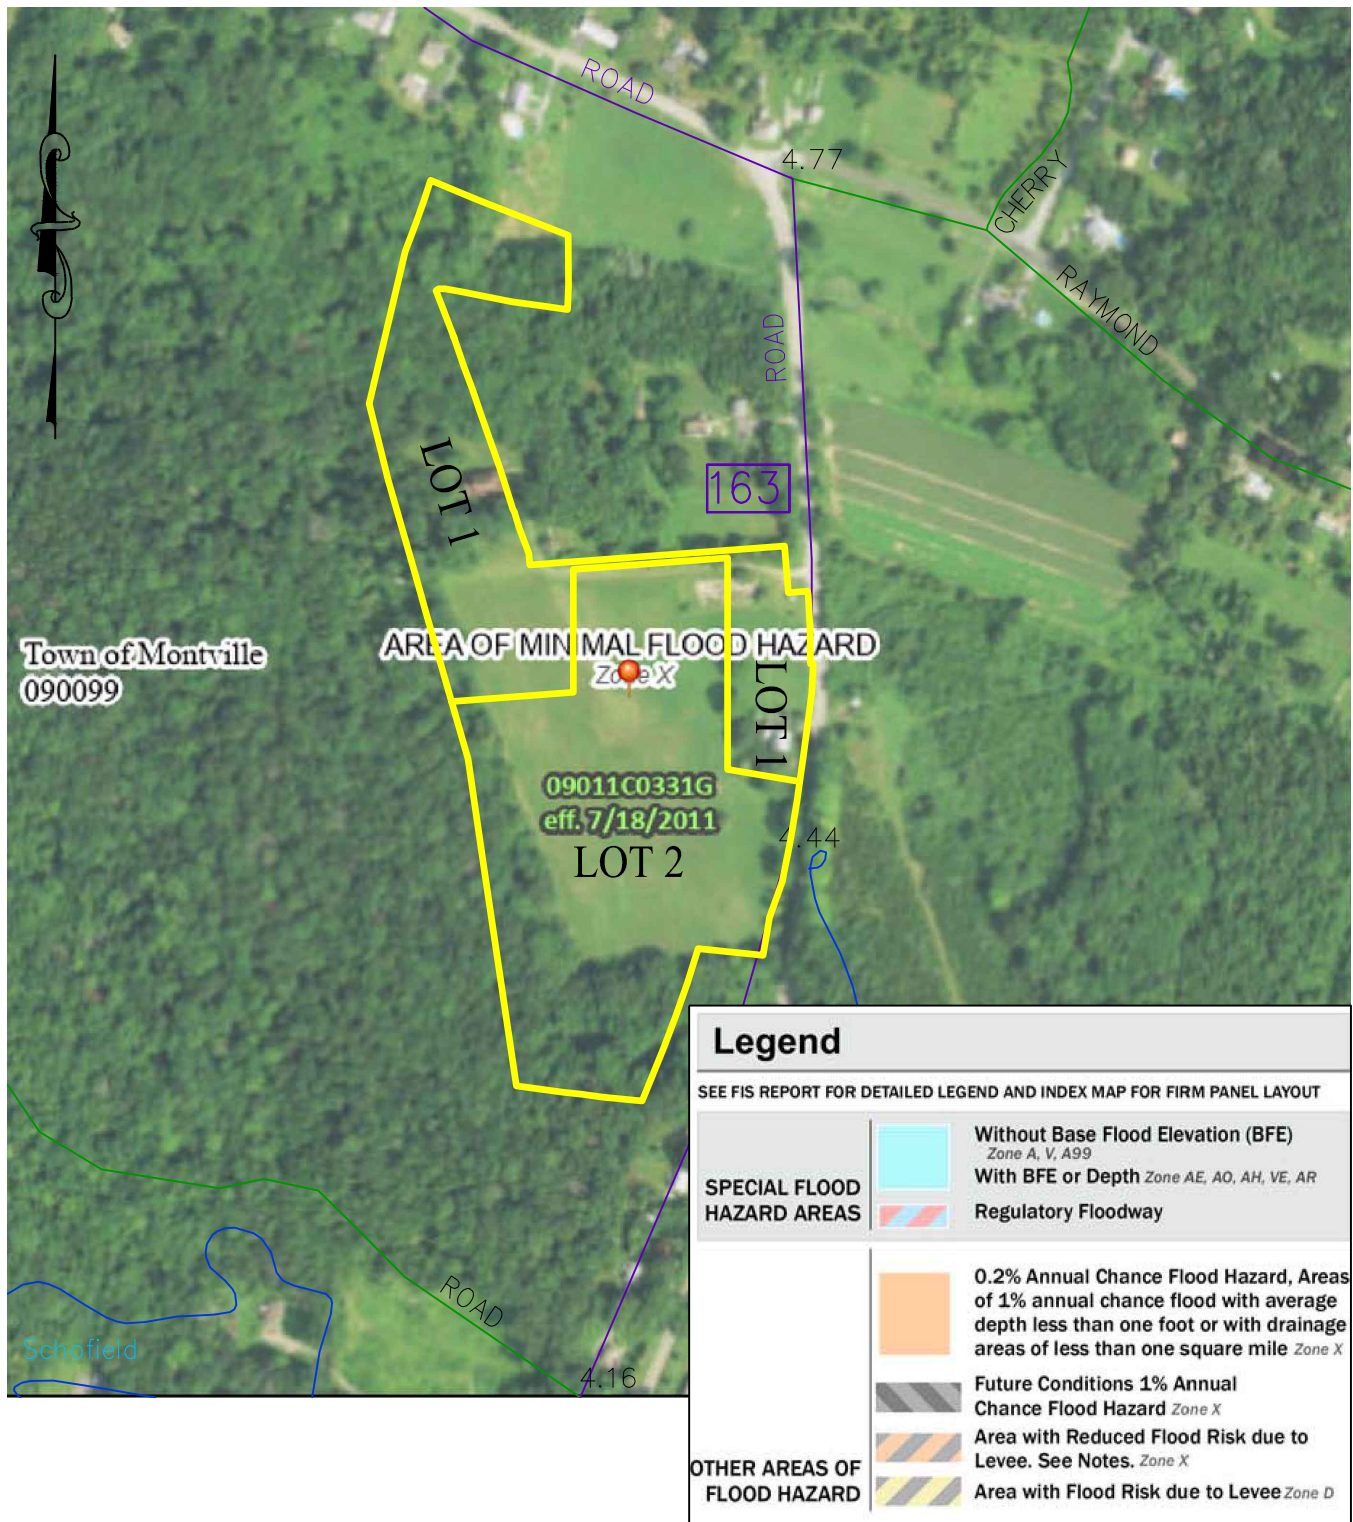 ROAD
4.77
CHERRY
RAYMOND
ROAD
LOT 1
163
Town of Montville
090099
AREA OF MINIMAL FLOOD HAZARD
Zone X
LOT 1
09011C0331G
eff. 7/18/2011
4.44
LOT 2
ROAD
Schofield
4.16
Legend
SEE FIS REPORT FOR DETAILED LEGEND AND INDEX MAP FOR FIRM PANEL LAYOUT
SPECIAL FLOOD
HAZARD AREAS
Without Base Flood Elevation (BFE)
Zone A, V, A99
With BFE or Depth Zone AE, AO, AH, VE, AR
Regulatory Floodway
OTHER AREAS OF
FLOOD HAZARD
0.2% Annual Chance Flood Hazard, Areas
of 1% annual chance flood with average
depth less than one foot or with drainage
areas of less than one square mile Zone X
Future Conditions 1% Annual
Chance Flood Hazard Zone X
Area with Reduced Flood Risk due to
Levee. See Notes. Zone X
Area with Flood Risk due to Levee Zone D